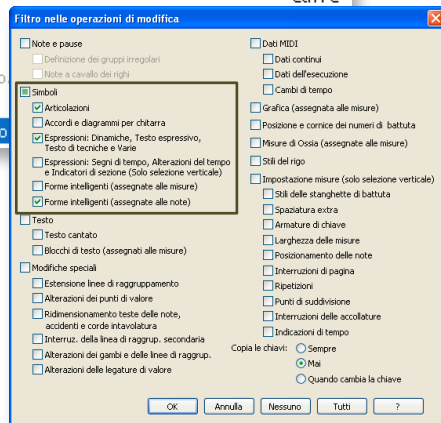 Filtro nelle operazioni di modifica
Note e pause
Definizione dei gruppi irregolari
Note a cavallo dei righi
Simboli
Articolazioni
Accordi e diagrammi per chitarra
Espressioni: Dinamiche, Testo espressivo,
Testo di tecniche e Varie
Espressioni: Segni di tempo, Alterazioni del tempo
e Indicatori di sezione (Solo selezione verticale)
Forme intelligenti (assegnate alle misure)
Forme intelligenti (assegnate alle note)
Testo
Testo cantato
Blocchi di testo (assegnati alle misure)
Modifiche speciali
Estensione linee di raggruppamento
Alterazioni dei punti di valore
Ridimensionamento teste delle note,
accidenti e corde intavolatura
Interruz. della linea di raggrup. secondaria
Alterazioni dei gambi e delle linee di raggrup.
Alterazioni delle legature di valore
Dati MIDI
Dati continui
Dati dell'esecuzione
Cambi di tempo
Grafica (assegnata alle misure)
Posizione e cornice dei numeri di battuta
Misure di Ossia (assegnate alle misure)
Stili del rigo
Impostazione misure (solo selezione verticale)
Stili delle stanghette di battuta
Spaziatura extra
Armature di chiave
Larghezza delle misure
Posizionamento delle note
Interruzioni di pagina
Ripetizioni
Punti di suddivisione
Interruzioni delle accollature
Indicazioni di tempo
Copia le chiavi: Sempre
Mai
Quando cambia la chiave
OK Annulla Nessuno Tutti ?